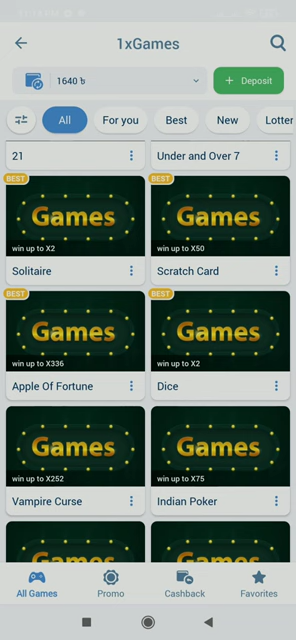 1xGames
1640 ৳
+ Deposit
All
For you
Best
New
Lotter
21
Under and Over 7
BEST
BEST
Games
Games
win up to X2
win up to X50
Solitaire
Scratch Card
BEST
BEST
Games
Games
win up to X336
win up to X2
Apple Of Fortune
Dice
Games
Games
win up to X252
win up to X75
Vampire Curse
Indian Poker
Games
Games
All Games
Promo
Cashback
Favorites